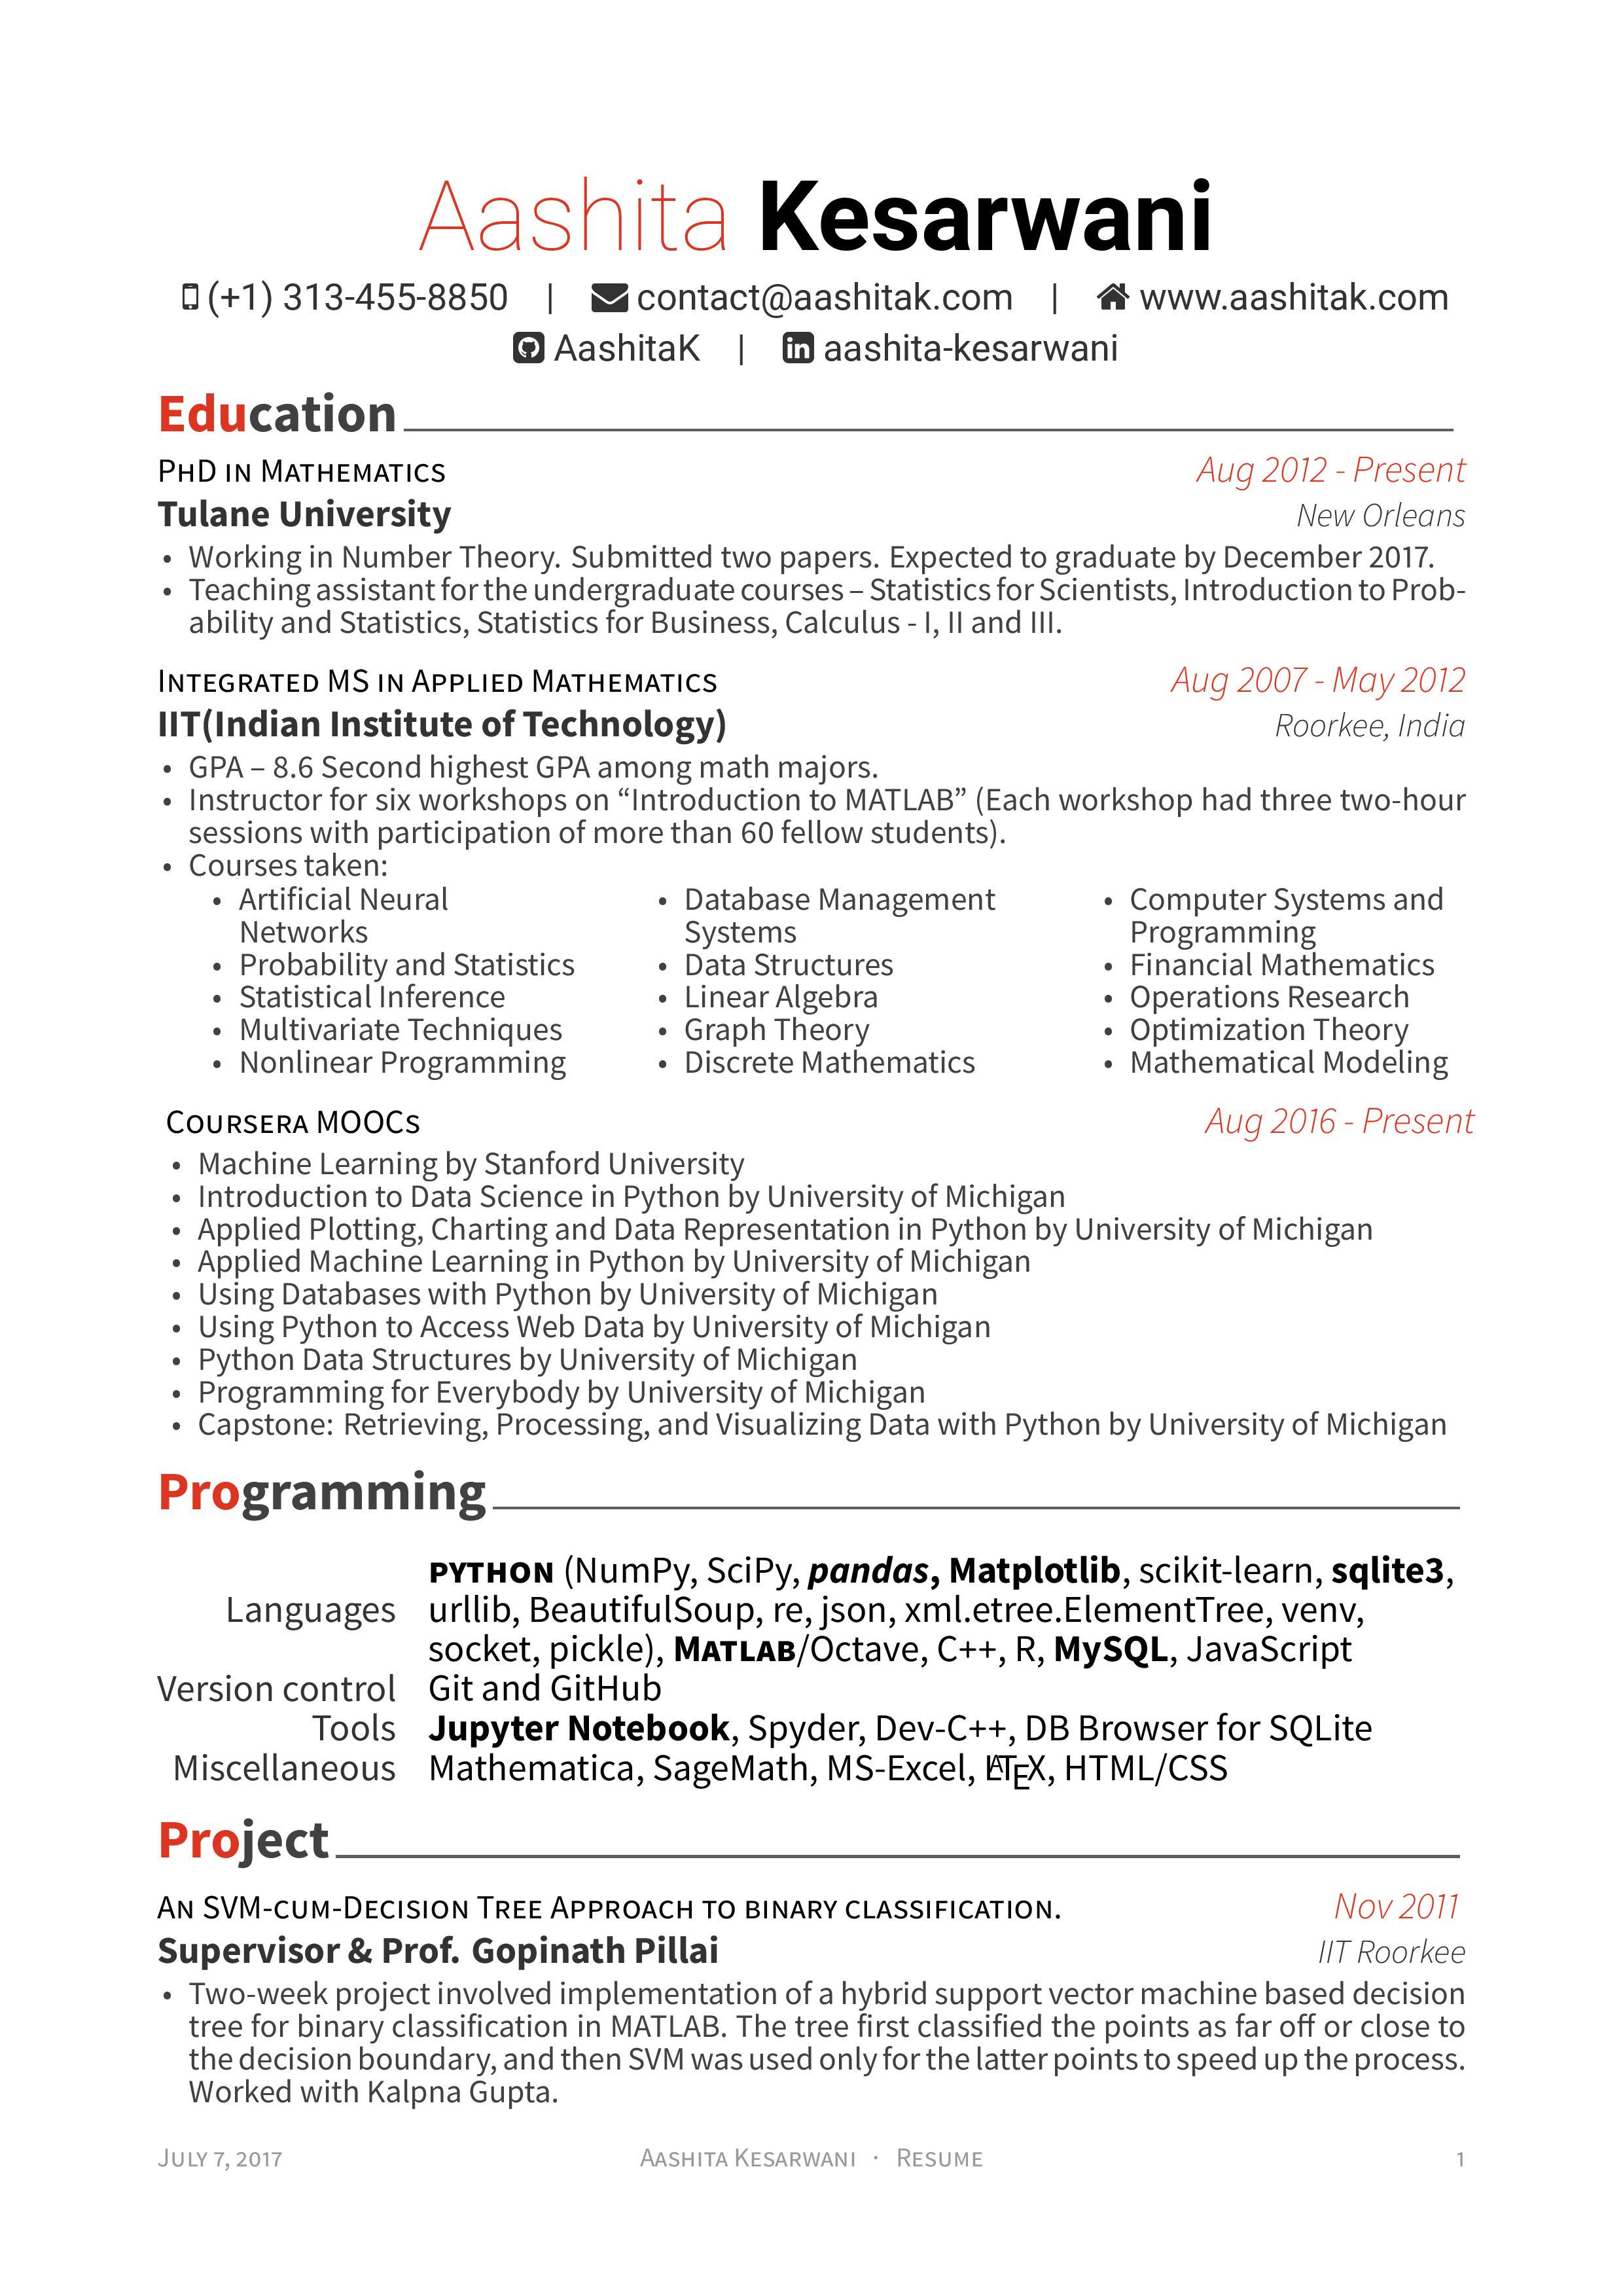 Aashita Kesarwani
(+1) 313-455-8850 | contact@aashitak.com | www.aashitak.com
AashitaK | aashita-kesarwani
Education
PhD in Mathematics Aug 2012 - Present
Tulane University New Orleans
• Working in Number Theory. Submitted two papers. Expected to graduate by December 2017.
• Teaching assistant for the undergraduate courses – Statistics for Scientists, Introduction to Prob-
ability and Statistics, Statistics for Business, Calculus - I, II and III.
Integrated MS in Applied Mathematics Aug 2007 - May 2012
IIT(Indian Institute of Technology) Roorkee, India
• GPA – 8.6 Second highest GPA among math majors.
• Instructor for six workshops on “Introduction to MATLAB” (Each workshop had three two-hour
sessions with participation of more than 60 fellow students).
• Courses taken:
• Artificial Neural
Networks
• Probability and Statistics
• Statistical Inference
• Multivariate Techniques
• Nonlinear Programming
• Database Management
Systems
• Data Structures
• Linear Algebra
• Graph Theory
• Discrete Mathematics
• Computer Systems and
Programming
• Financial Mathematics
• Operations Research
• Optimization Theory
• Mathematical Modeling
Coursera MOOCs Aug 2016 - Present
• Machine Learning by Stanford University
• Introduction to Data Science in Python by University of Michigan
• Applied Plotting, Charting and Data Representation in Python by University of Michigan
• Applied Machine Learning in Python by University of Michigan
• Using Databases with Python by University of Michigan
• Using Python to Access Web Data by University of Michigan
• Python Data Structures by University of Michigan
• Programming for Everybody by University of Michigan
• Capstone: Retrieving, Processing, and Visualizing Data with Python by University of Michigan
Programming
PYTHON (NumPy, SciPy, pandas, Matplotlib, scikit-learn, sqlite3,
Languages urllib, BeautifulSoup, re, json, xml.etree.ElementTree, venv,
socket, pickle), Matlab/Octave, C++, R, MySQL, JavaScript
Version control Git and GitHub
Tools Jupyter Notebook, Spyder, Dev-C++, DB Browser for SQLite
Miscellaneous Mathematica, SageMath, MS-Excel, LATEX, HTML/CSS
Project
An SVM-cum-Decision Tree Approach to binary classification. Nov 2011
Supervisor & Prof. Gopinath Pillai IIT Roorkee
• Two-week project involved implementation of a hybrid support vector machine based decision
tree for binary classification in MATLAB. The tree first classified the points as far off or close to
the decision boundary, and then SVM was used only for the latter points to speed up the process.
Worked with Kalpna Gupta.
July 7, 2017 Aashita Kesarwani · Resume 1